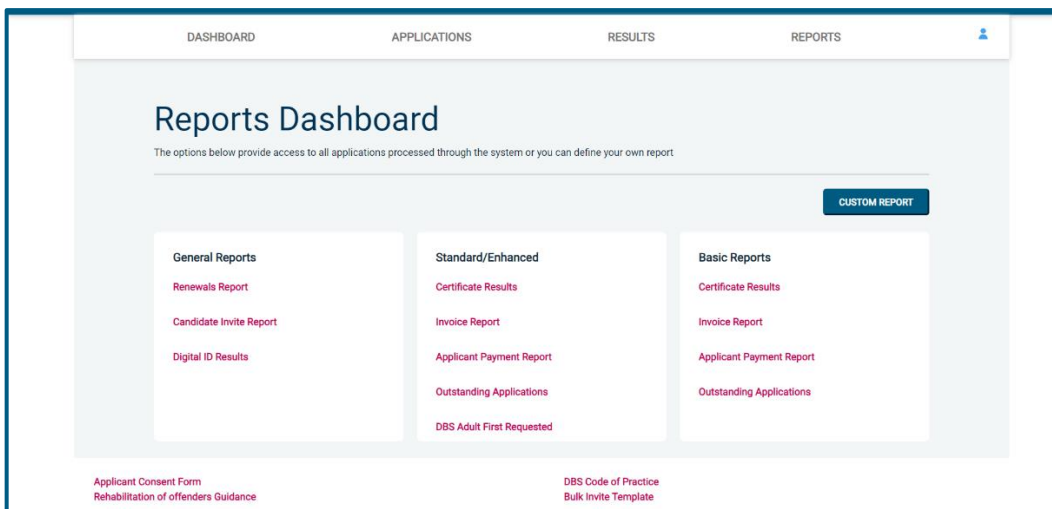 DASHBOARD APPLICATIONS RESULTS REPORTS
Reports Dashboard
The options below provide access to all applications processed through the system or you can define your own report
CUSTOM REPORT
General Reports
Renewals Report
Candidate Invite Report
Digital ID Results
Standard/Enhanced
Certificate Results
Invoice Report
Applicant Payment Report
Outstanding Applications
DBS Adult First Requested
Basic Reports
Certificate Results
Invoice Report
Applicant Payment Report
Outstanding Applications
Applicant Consent Form
Rehabilitation of offenders Guidance
DBS Code of Practice
Bulk Invite Template